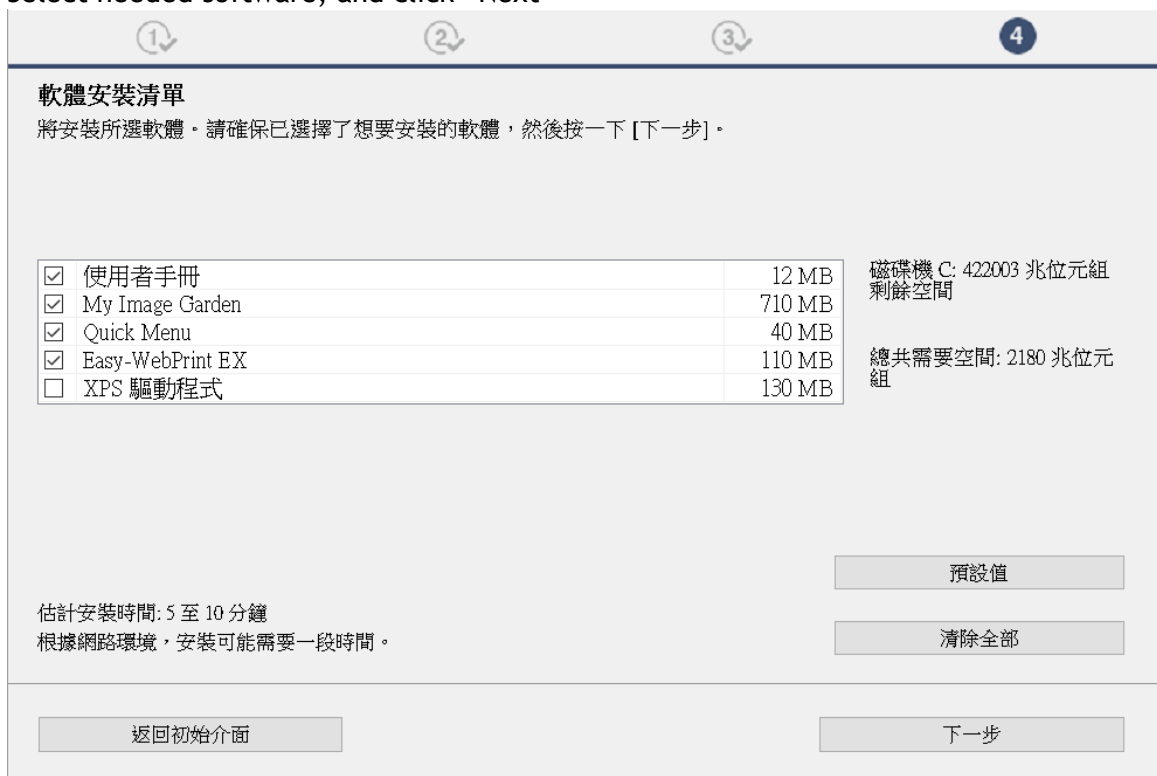 select needed software, and click "Next"
1
2
3
4
軟體安裝清單
將安裝所選軟體。請確保已選擇了想要安裝的軟體，然後按一下 [下一步]。
使用者手冊 12 MB
My Image Garden 710 MB
Quick Menu 40 MB
Easy-WebPrint EX 110 MB
XPS 驅動程式 130 MB
磁碟機 C: 422003 兆位元組
剩餘空間
總共需要空間: 2180 兆位元
組
預設值
估計安裝時間: 5 至 10 分鐘
根據網路環境，安裝可能需要一段時間。
清除全部
返回初始介面
下一步